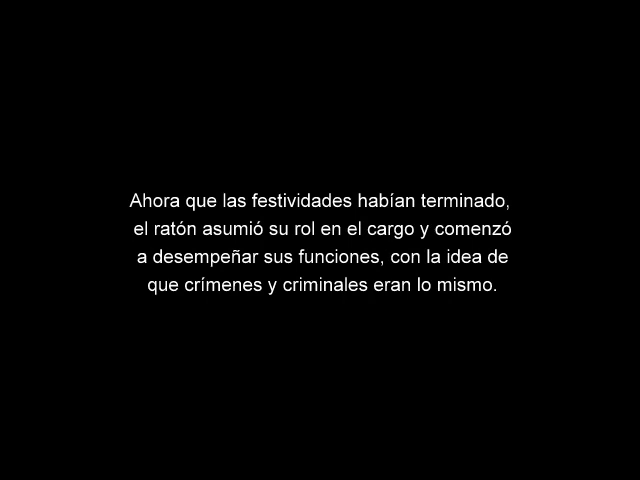 Ahora que las festividades habían terminado,
el ratón asumió su rol en el cargo y comenzó
a desempeñar sus funciones, con la idea de
que crímenes y criminales eran lo mismo.